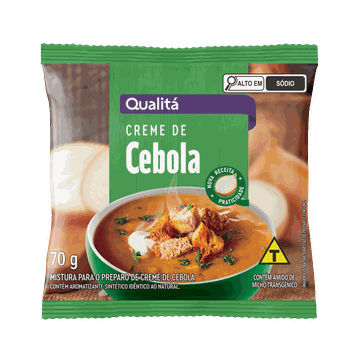 ALTO EM SÓDIO
Qualitá
CREME DE
Cebola
NOVA RECEITA
PRATICIDADE
70 g
MISTURA PARA O PREPARO DE CREME DE CEBOLA
CONTÉM AROMATIZANTE SINTÉTICO IDÊNTICO AO NATURAL.
T
CONTÉM AMIDO DE
MILHO TRANSGÊNICO